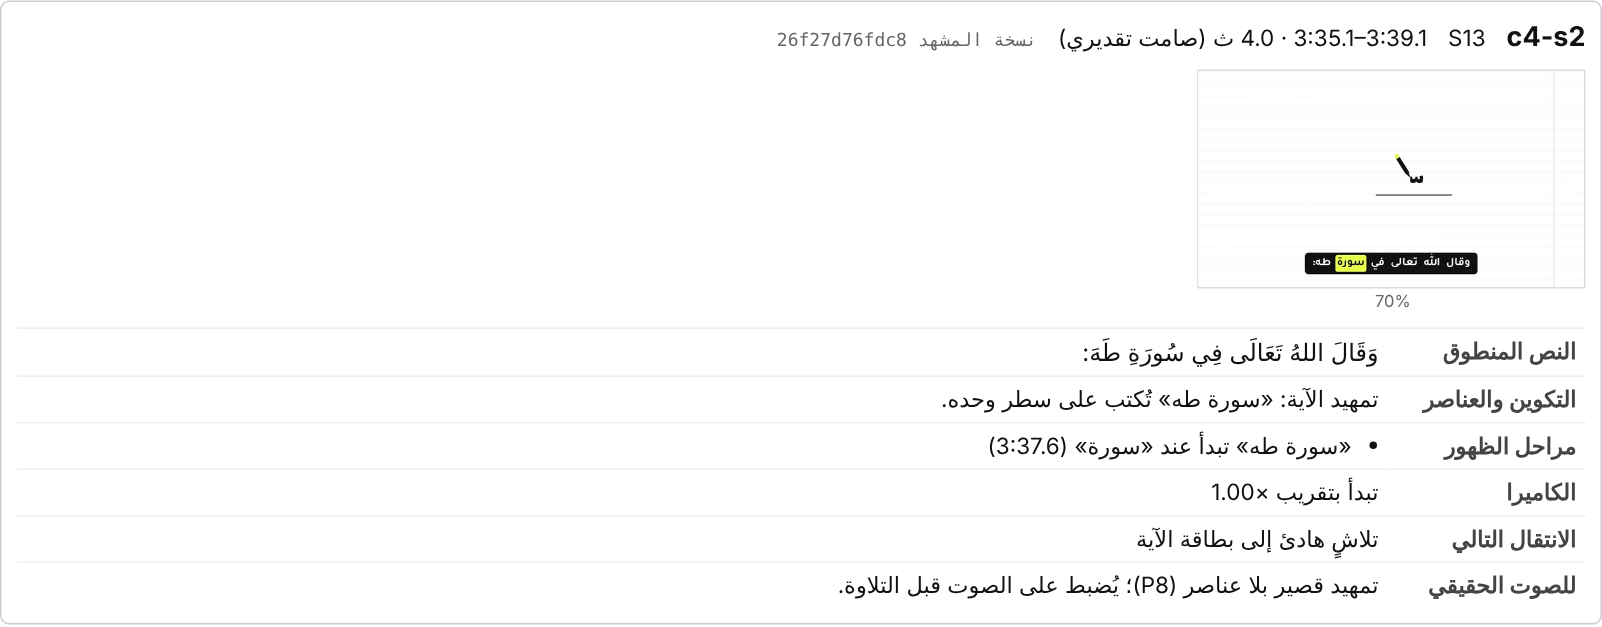 c4-s2 S13 3:35.1–3:39.1 · 4.0 ث (صامت تقديري) نسخة المشهد 26f27d76fdc8
سـ
وقال الله تعالى في سورة طه:
70%
النص المنطوق وَقَالَ اللهُ تَعَالَى فِي سُورَةِ طَهَ:
التكوين والعناصر تمهيد الآية: «سورة طه» تُكتب على سطر وحده.
مراحل الظهور • «سورة طه» تبدأ عند «سورة» (3:37.6)
الكاميرا تبدأ بتقريب ×1.00
الانتقال التالي تلاشٍ هادئ إلى بطاقة الآية
للصوت الحقيقي تمهيد قصير بلا عناصر (P8)؛ يُضبط على الصوت قبل التلاوة.